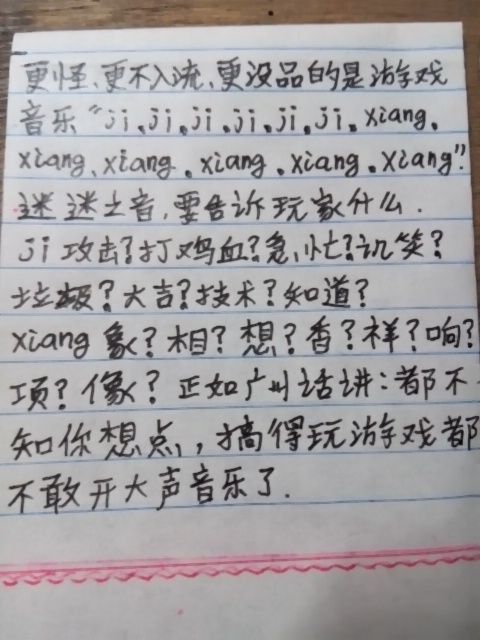 更怪、更不入流、更没品的是游戏
音乐“ji、ji、ji、ji、ji、ji、xiang、
xiang、xiang、xiang、xiang、xiang”?
迷迷之音,要告诉玩家什么.
ji 攻击?打鸡血?急,忙?讥笑?
垃圾?大吉?技术?知道?
xiang 象?相?想?香?祥?响?
项?像?正如广州话讲:都不
知你想点,搞得玩游戏都
不敢开大声音乐了.